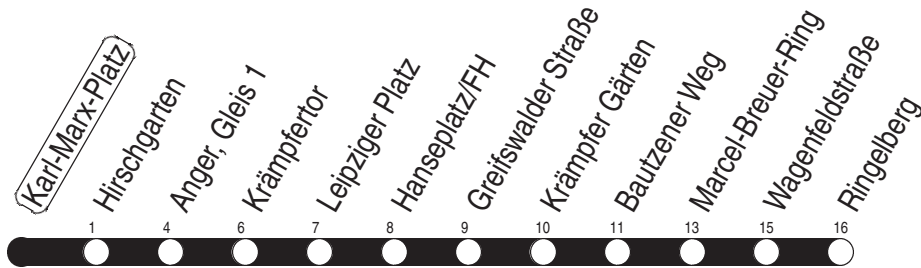 Karl-Marx-Platz
Hirschgarten
Anger, Gleis 1
Krämpfertor
Leipziger Platz
Hanseplatz/FH
Greifswalder Straße
Krämpfer Gärten
Bautzener Weg
Marcel-Breuer-Ring
Wagenfeldstraße
Ringelberg
1 4 6 7 8 9 10 11 13 15 16